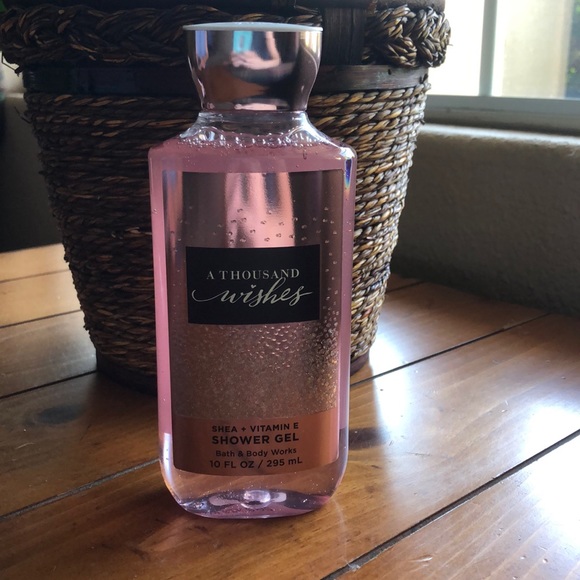 A THOUSAND
wishes
SHEA + VITAMIN E
SHOWER GEL
Bath & Body Works
10 FL OZ / 295 mL